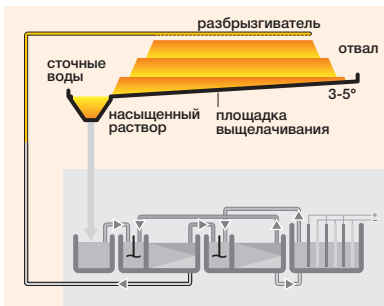 разбрызгиватель
отвал
сточные
воды
3-5°
насыщенный
раствор
площадка
выщелачивания
±